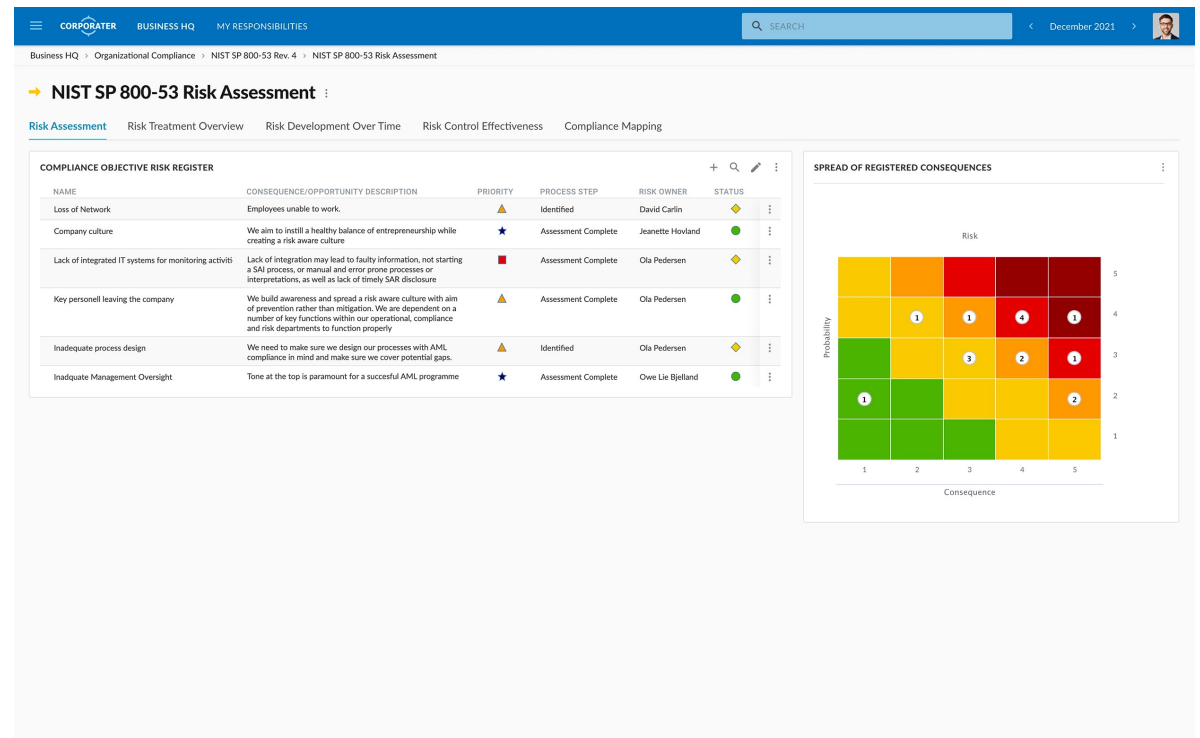 CORPORATER BUSINESS HQ MY RESPONSIBILITIES SEARCH December 2021
Business HQ > Organizational Compliance > NIST SP 800-53 Rev. 4 > NIST SP 800-53 Risk Assessment
NIST SP 800-53 Risk Assessment
Risk Assessment Risk Treatment Overview Risk Development Over Time Risk Control Effectiveness Compliance Mapping
COMPLIANCE OBJECTIVE RISK REGISTER
NAME CONSEQUENCE/OPPORTUNITY DESCRIPTION PRIORITY PROCESS STEP RISK OWNER STATUS
Loss of Network Employees unable to work. Identified David Carlin
Company culture We aim to instill a healthy balance of entrepreneurship while Assessment Complete Jeanette Hovland
creating a risk aware culture
Lack of integrated IT systems for monitoring activiti Lack of integration may lead to faulty information, not starting Assessment Complete Ola Pedersen
a SAI process, or manual and error prone processes or
interpretations, as well as lack of timely SAR disclosure
Key personell leaving the company We build awareness and spread a risk aware culture with aim Assessment Complete Ola Pedersen
of prevention rather than mitigation. We are dependent on a
number of key functions within our operational, compliance
and risk departments to function properly
Inadequate process design We need to make sure we design our processes with AML Identified Ola Pedersen
compliance in mind and make sure we cover potential gaps.
Inadquate Management Oversight Tone at the top is paramount for a succesful AML programme Assessment Complete Owe Lie Bjelland
SPREAD OF REGISTERED CONSEQUENCES
Risk
Probability
5
1 1 4 1 4
3 2 1 3
1 2 2
1
1 2 3 4 5
Consequence